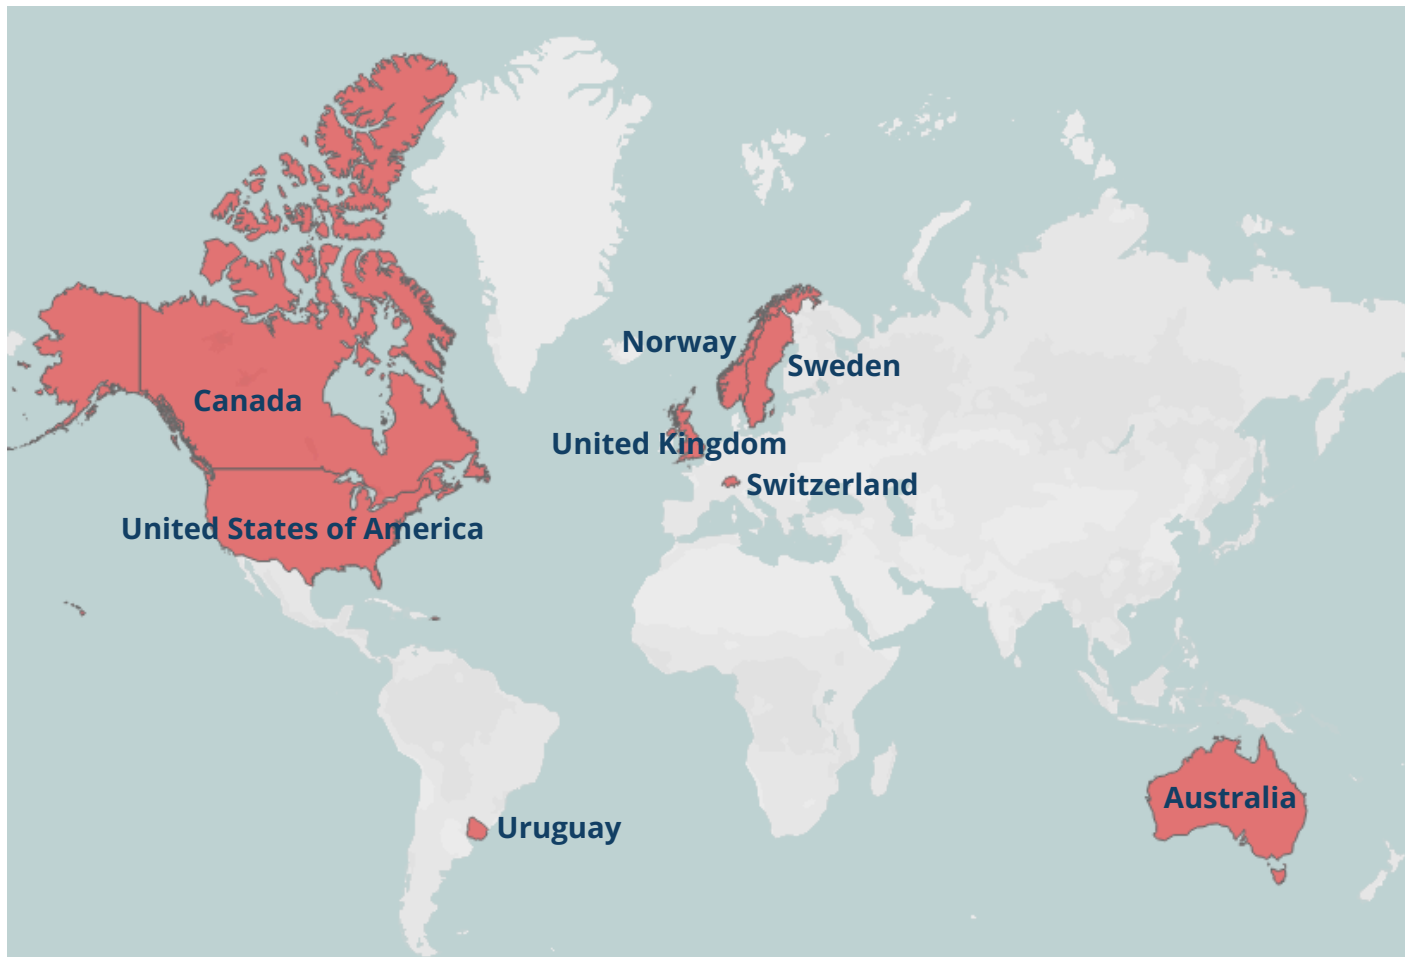 Norway
Sweden
Canada
United Kingdom
Switzerland
United States of America
Australia
Uruguay